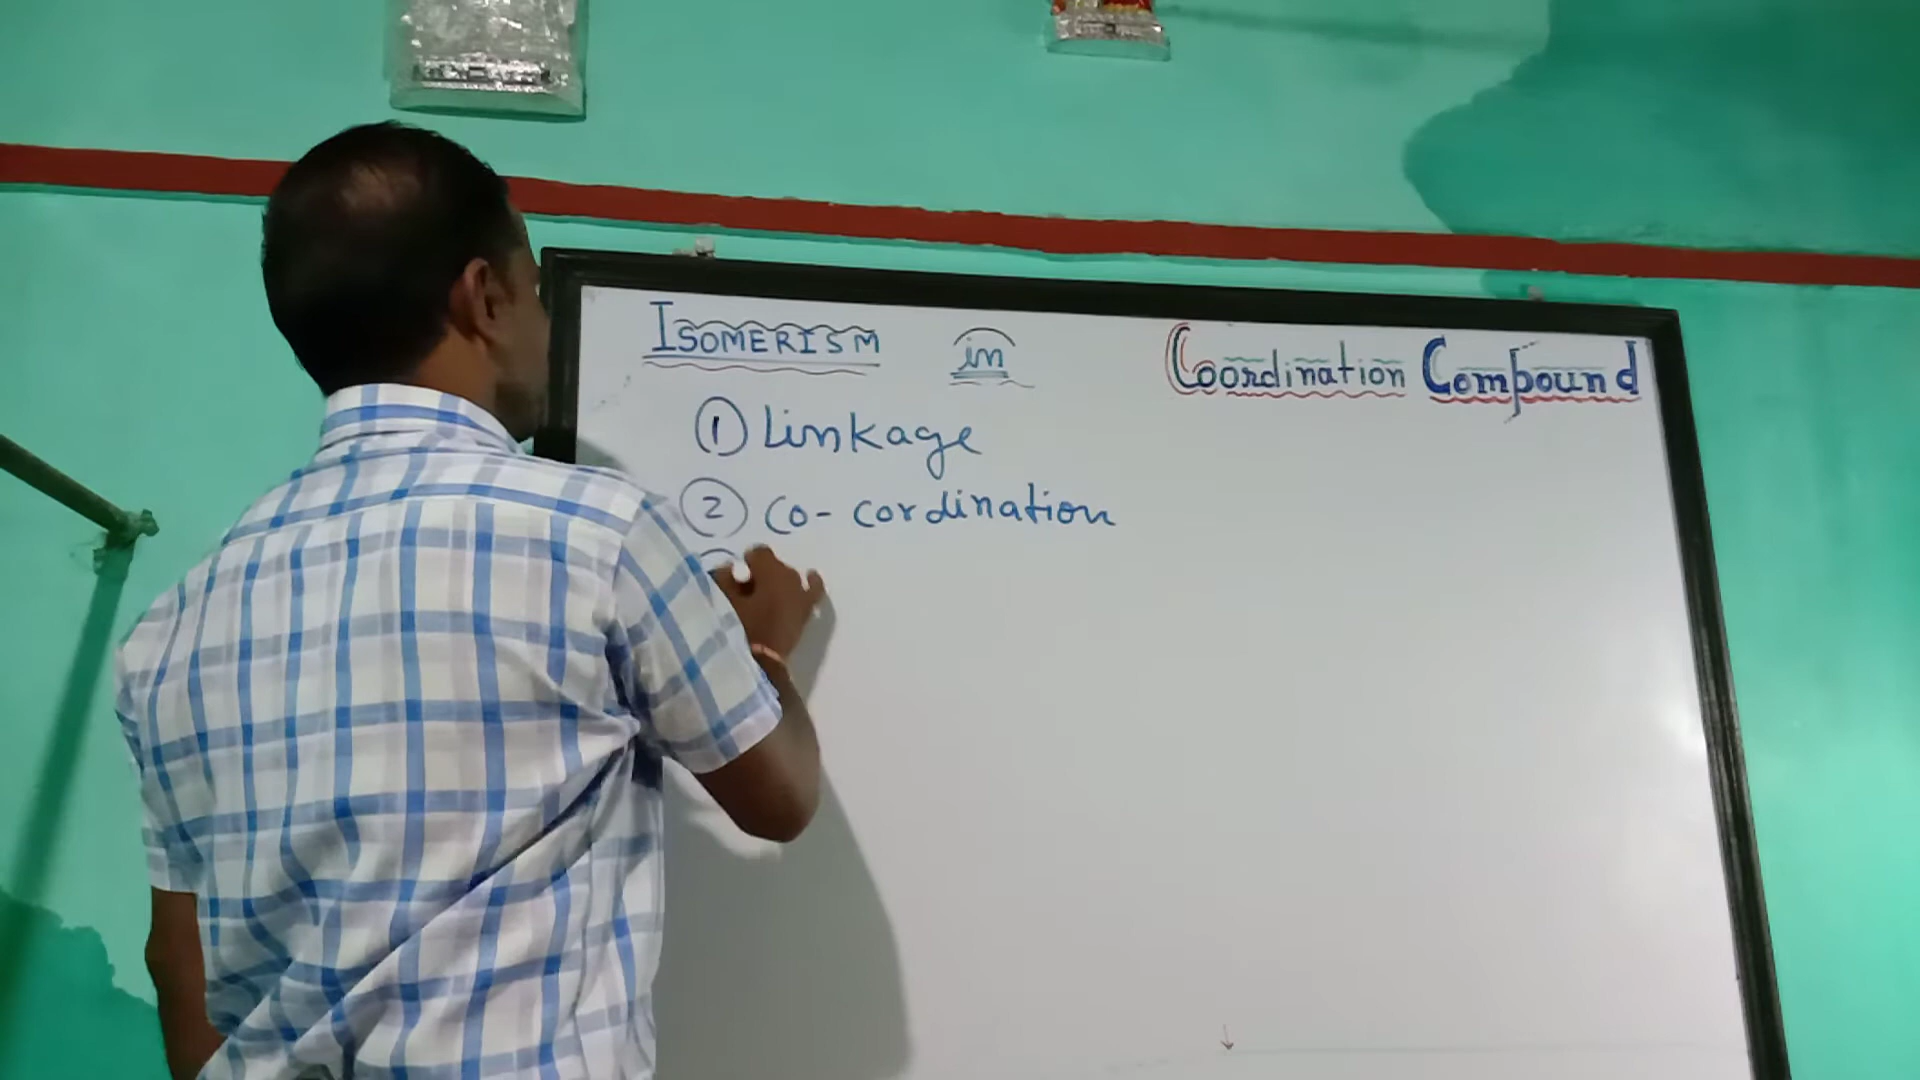 ISOMERISM in Coordination Compound
① Linkage
② Co-cordination